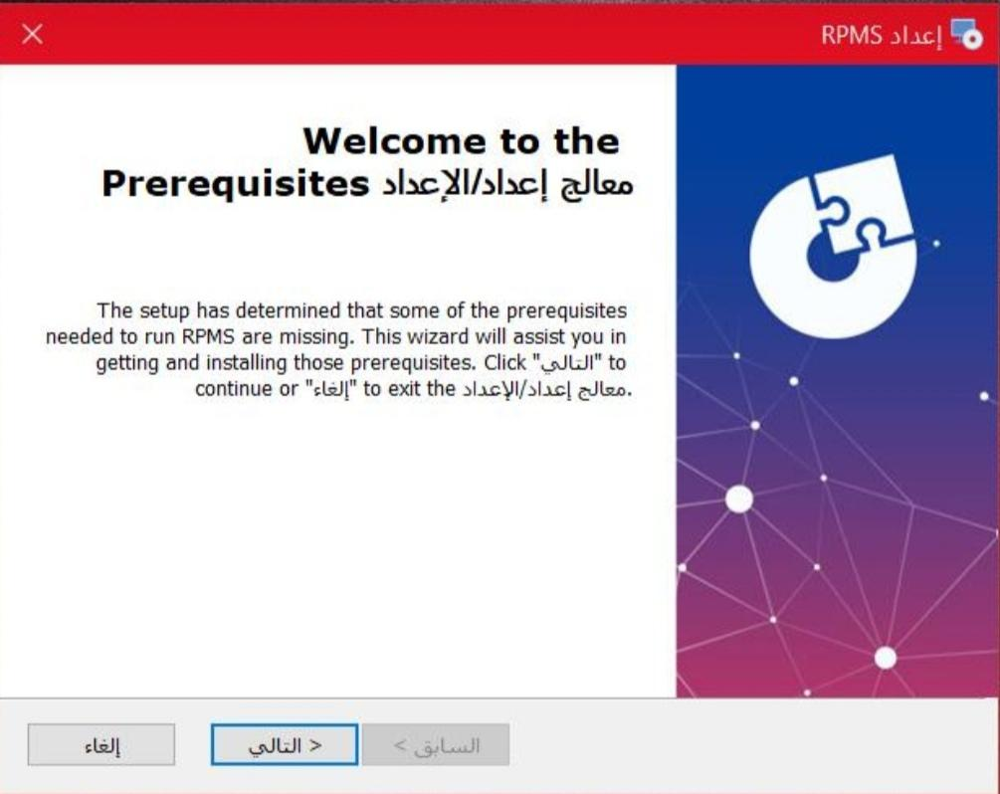 إعداد RPMS
Welcome to the
Prerequisites معالج إعداد/الإعداد
The setup has determined that some of the prerequisites
needed to run RPMS are missing. This wizard will assist you in
getting and installing those prerequisites. Click "التالي" to
continue or "إلغاء" to exit the معالج إعداد/الإعداد.
السابق >
التالي <
إلغاء